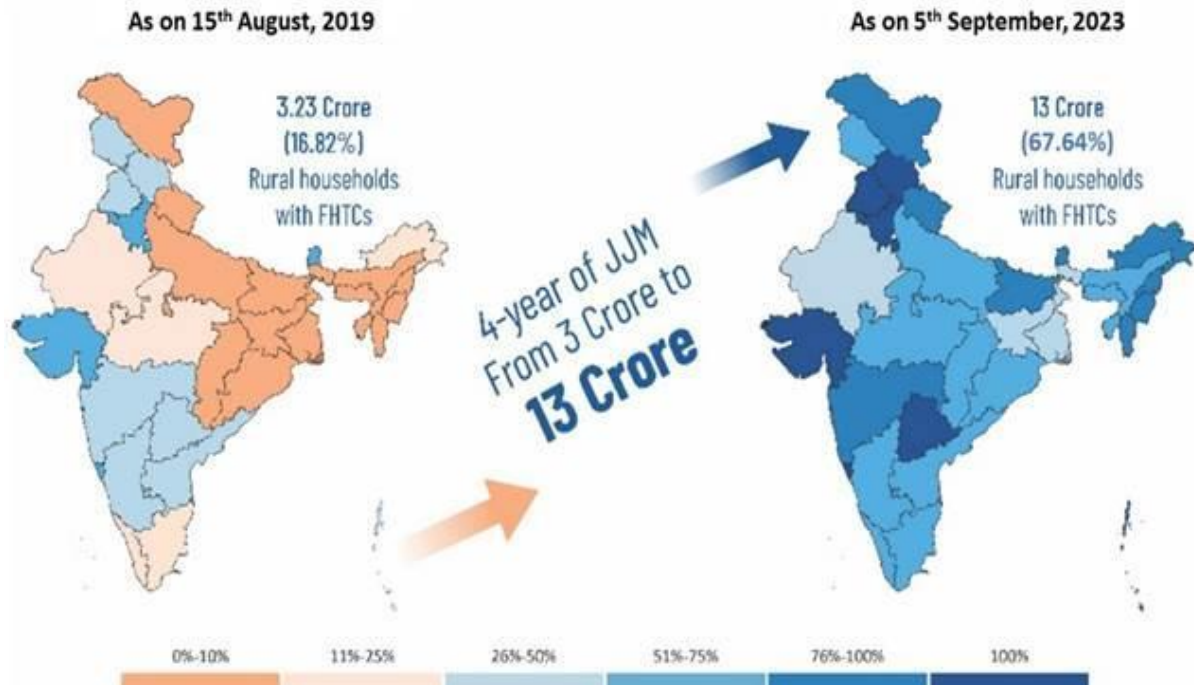 As on 15th August, 2019
As on 5th September, 2023
3.23 Crore
(16.82%)
Rural households
with FHTCs
4-year of JJM
From 3 Crore to
13 Crore
13 Crore
(67.64%)
Rural households
with FHTCs
0%-10%
11%-25%
26%-50%
51%-75%
76%-100%
100%